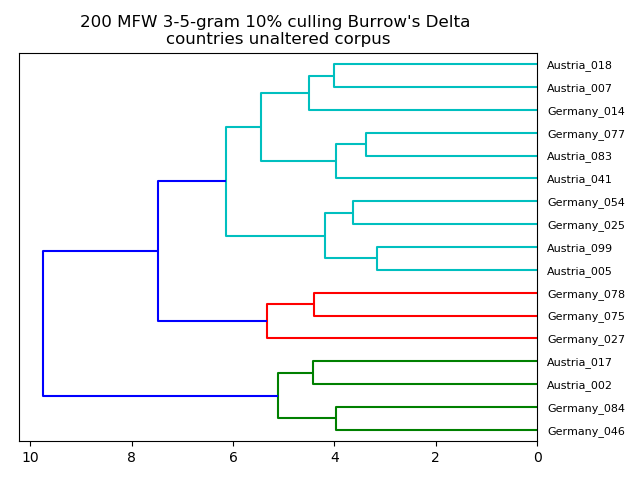 200 MFW 3-5-gram 10% culling Burrow's Delta
countries unaltered corpus
Austria_018
Austria_007
Germany_014
Germany_077
Austria_083
Austria_041
Germany_054
Germany_025
Austria_099
Austria_005
Germany_078
Germany_075
Germany_027
Austria_017
Austria_002
Germany_084
Germany_046
10 8 6 4 2 0